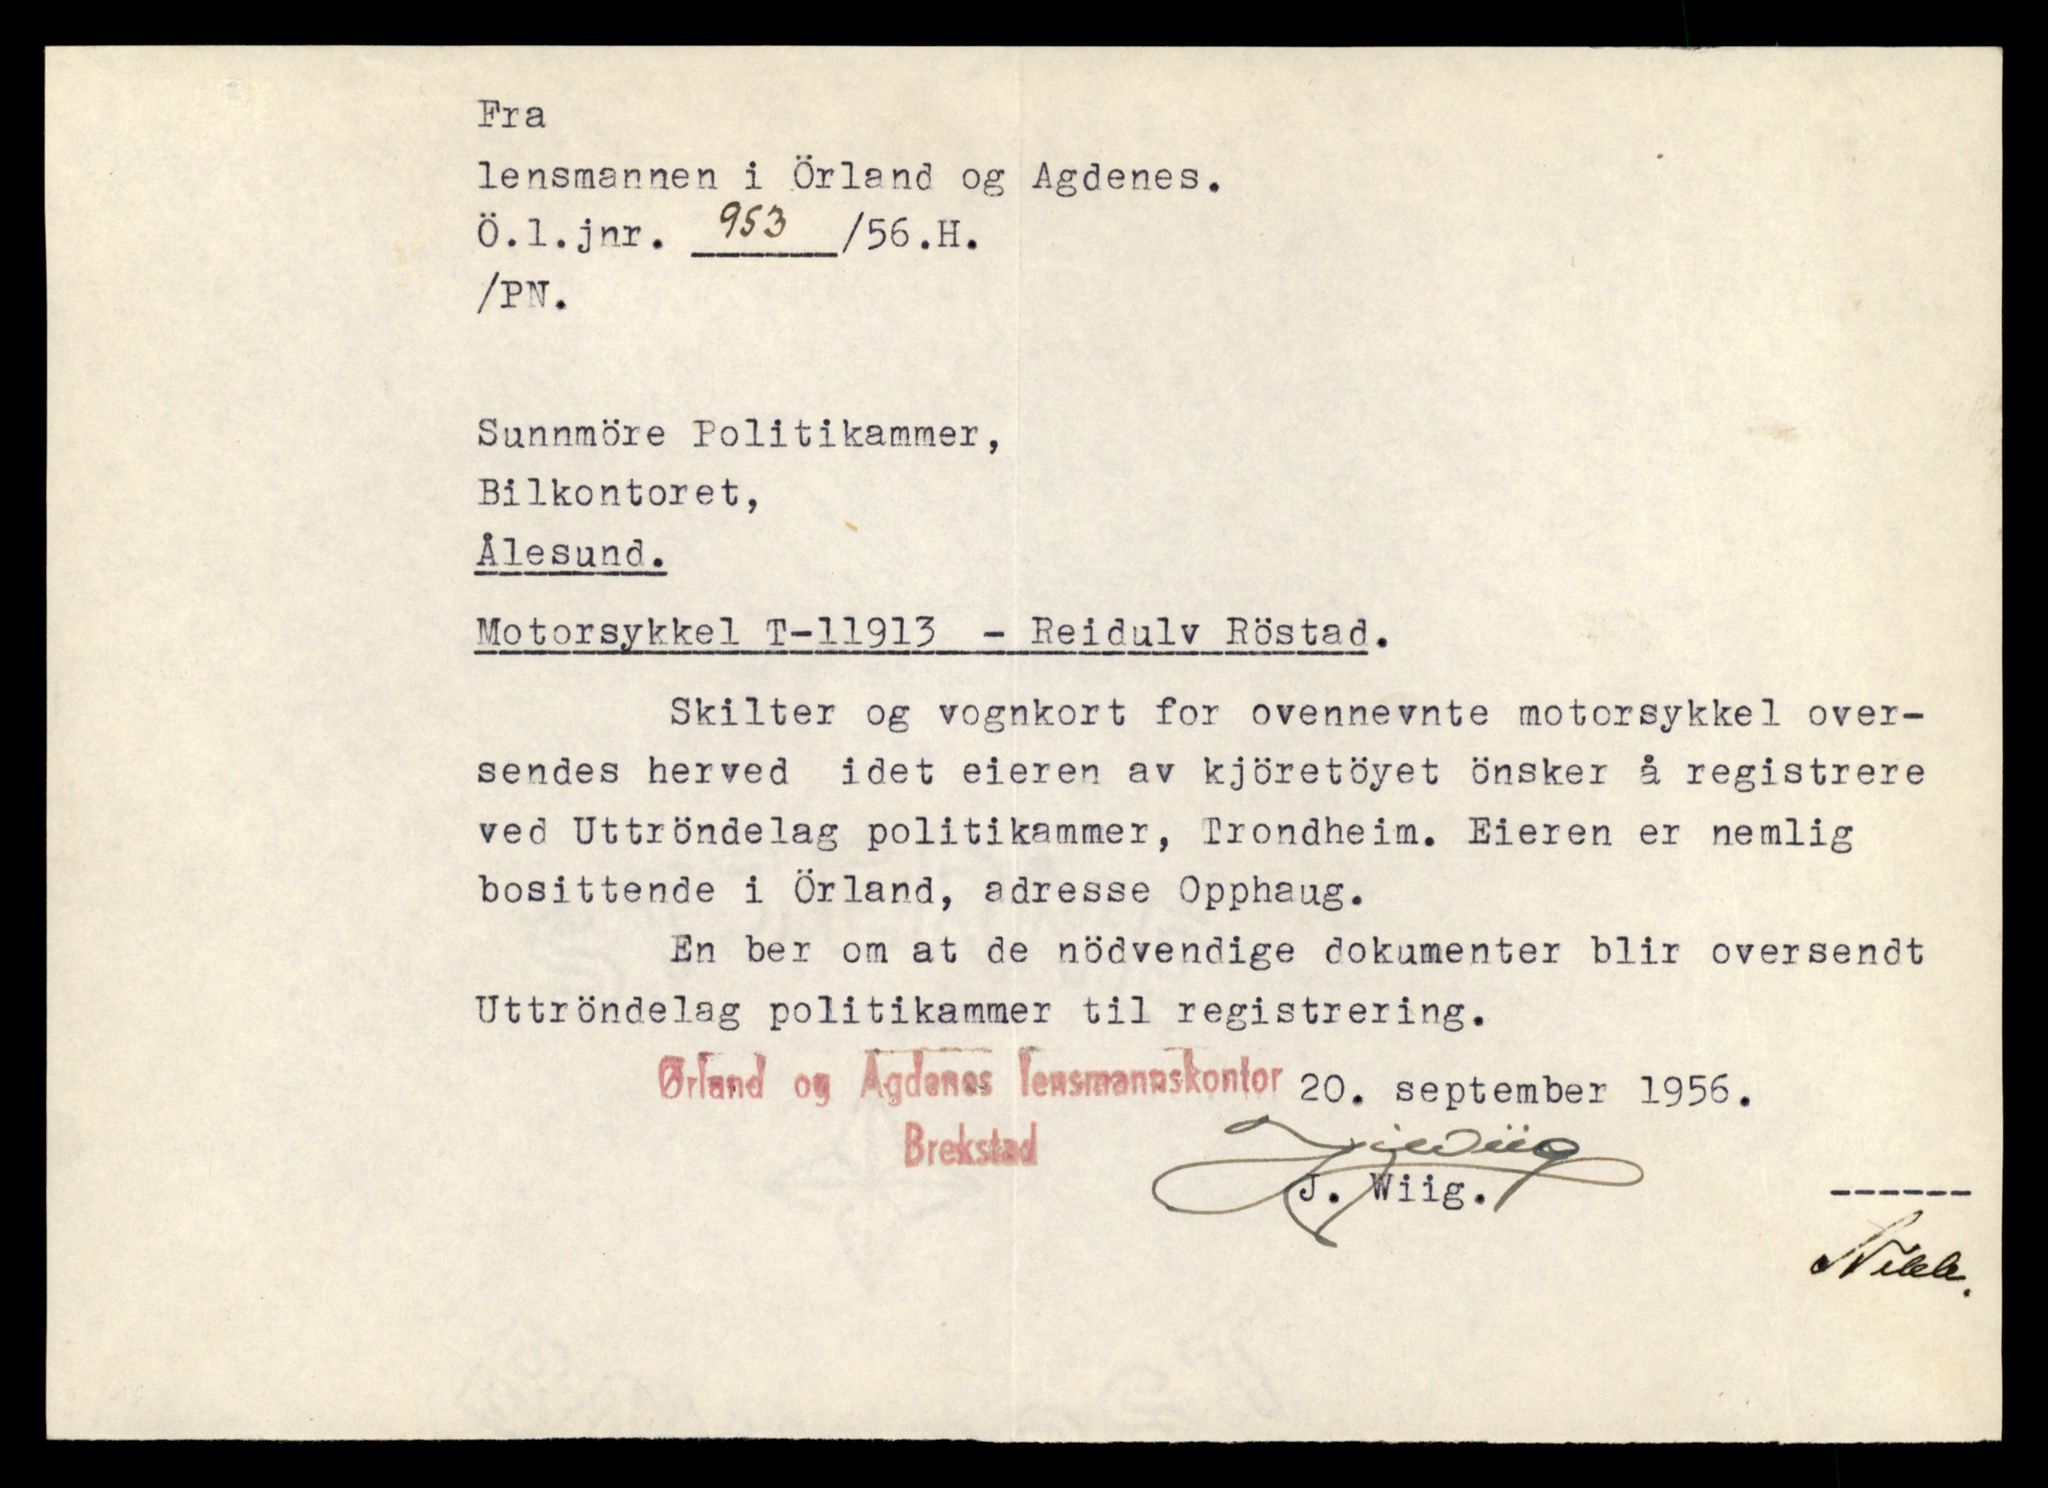 Fra
lensmannen i Örland og Agdenes.
Ö.l.jnr. 953 /56.H.
/PN.
Sunnmöre Politikammer,
Bilkontoret,
Ålesund.
Motorsykkel T-11913 - Reidulv Röstad.
Skilter og vognkort for ovennevnte motorsykkel over-
sendes herved idet eieren av kjöretöyet önsker å registrere
ved Uttröndelag politikammer, Trondheim. Eieren er nemlig
bosittende i Örland, adresse Opphaug.
En ber om at de nödvendige dokumenter blir oversendt
Uttröndelag politikammer til registrering.
Ørland og Agdenes lensmannskontor 20. september 1956.
Brekstad
J. Wiig.
------